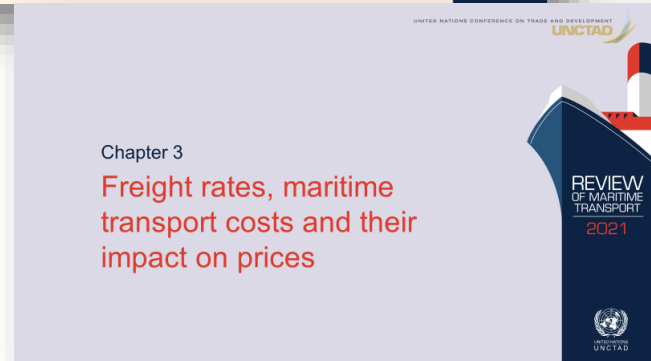 UNITED NATIONS CONFERENCE ON TRADE AND DEVELOPMENT
UNCTAD
Chapter 3
Freight rates, maritime
transport costs and their
impact on prices
REVIEW
OF MARITIME
TRANSPORT
2021
UNITED NATIONS
UNCTAD